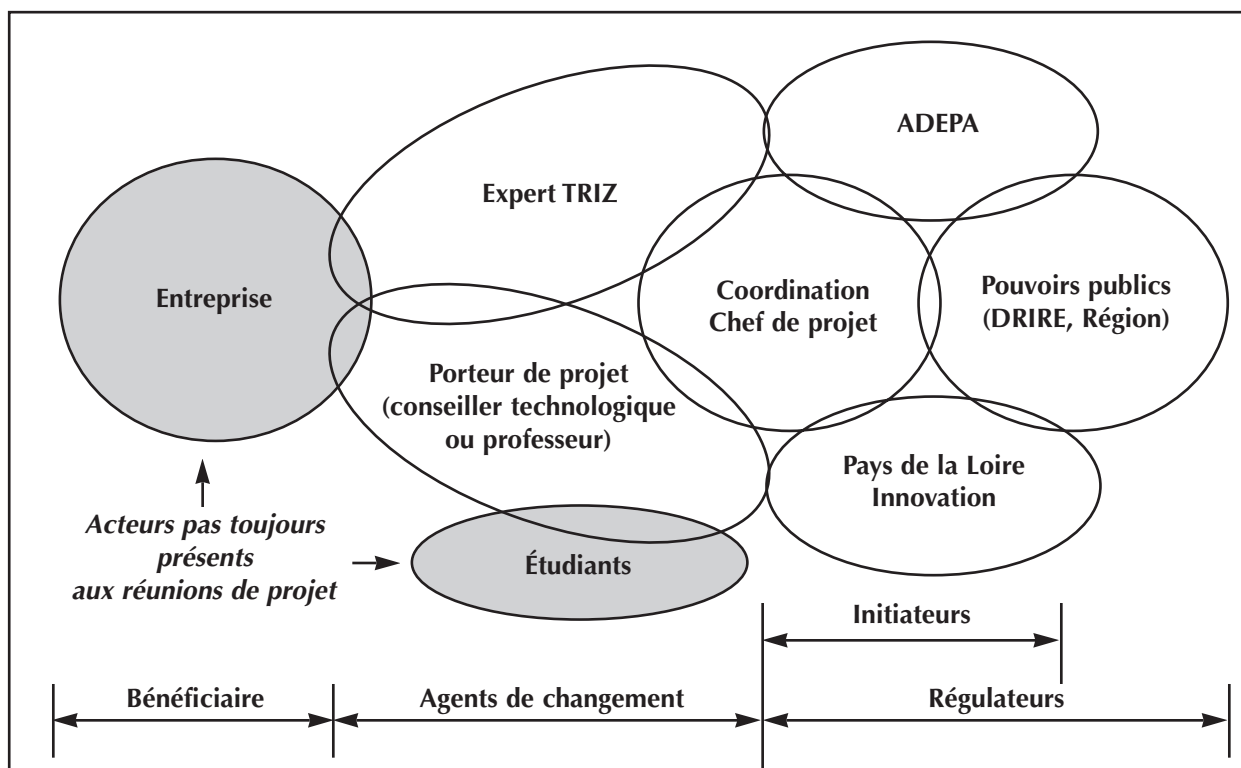 ADEPA
Expert TRIZ
Entreprise
Coordination
Chef de projet
Pouvoirs publics
(DRIRE, Région)
Porteur de projet
(conseiller technologique
ou professeur)
Pays de la Loire
Innovation
Acteurs pas toujours
présents
aux réunions de projet
Étudiants
Initiateurs
Bénéficiaire
Agents de changement
Régulateurs